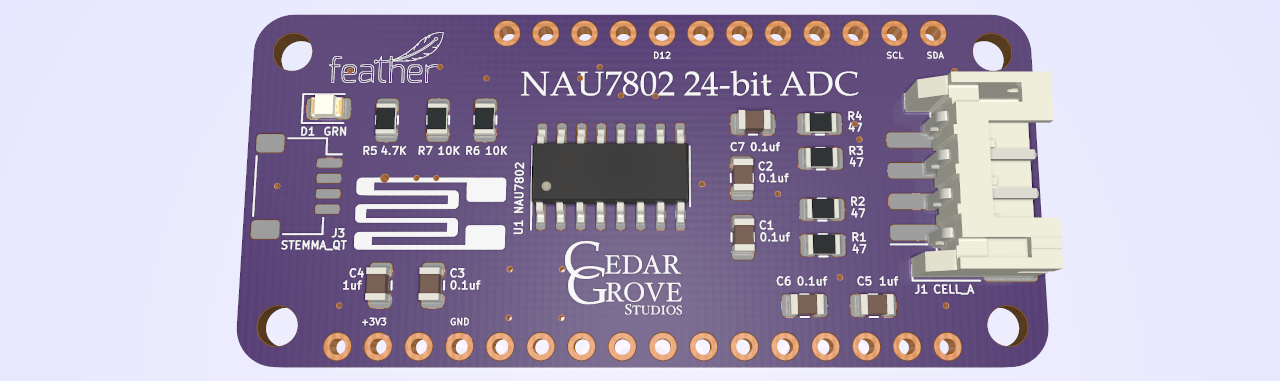 feather
D12
SCL
SDA
NAU7802 24-bit ADC
D1 GRN
R5 4.7K
R7 10K
R6 10K
C7 0.1uf
R4
47
R3
47
C2
0.1uf
U1 NAU7802
R2
47
C1
0.1uf
R1
47
J3
STEMMA_QT
CEDAR
GROVE
STUDIOS
C4
1uf
C3
0.1uf
C6 0.1uf
C5 1uf
J1 CELL_A
+3V3
GND